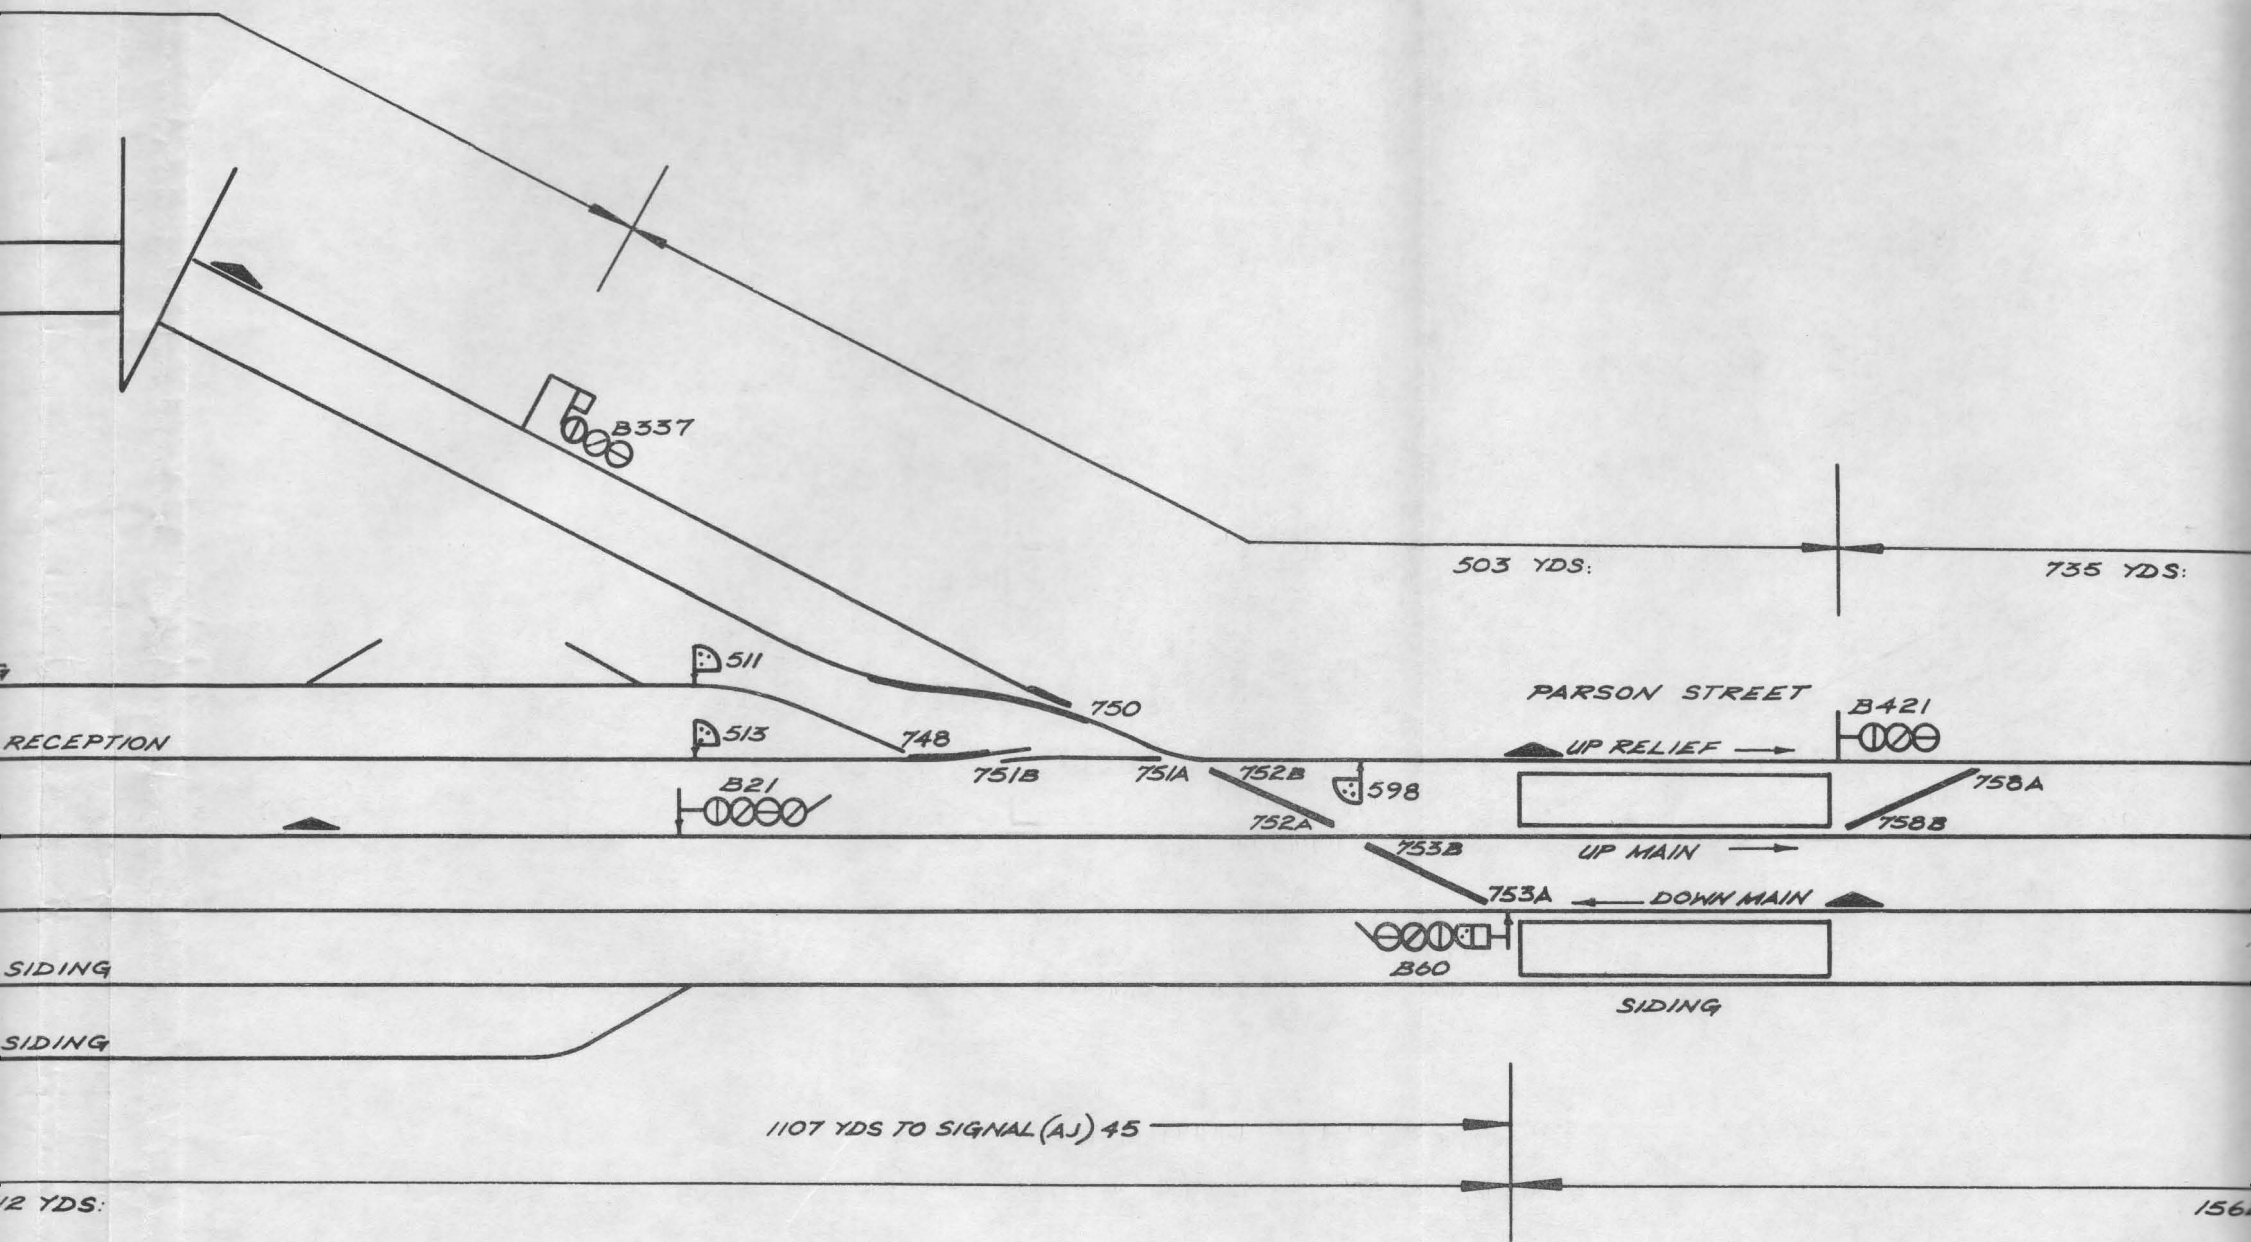 B337
503 YDS:
735 YDS:
511
PARSON STREET
750
B421
513
748
RECEPTION
UP RELIEF
751B
751A
752B
598
758A
B21
752A
758B
753B
UP MAIN
753A
DOWN MAIN
SIDING
B60
SIDING
SIDING
1107 YDS TO SIGNAL (AJ) 45
12 YDS:
156